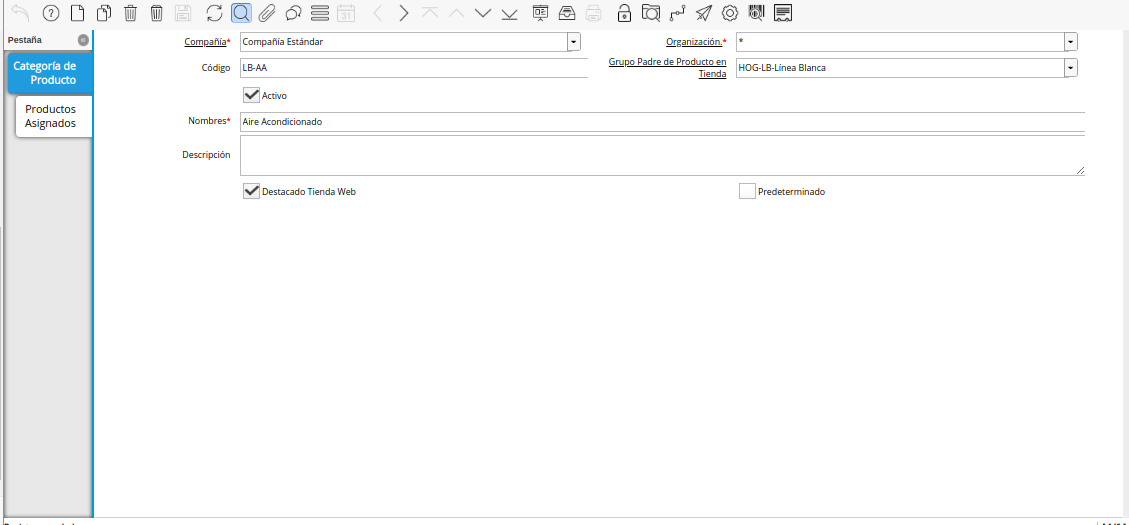 ?
31
Pestaña
Categoría de
Producto
Productos
Asignados
Compañía* Compañía Estándar
Organización.* *
Código LB-AA
Grupo Padre de Producto en
Tienda
HOG-LB-Línea Blanca
Activo
Nombres* Aire Acondicionado
Descripción
Destacado Tienda Web
Predeterminado